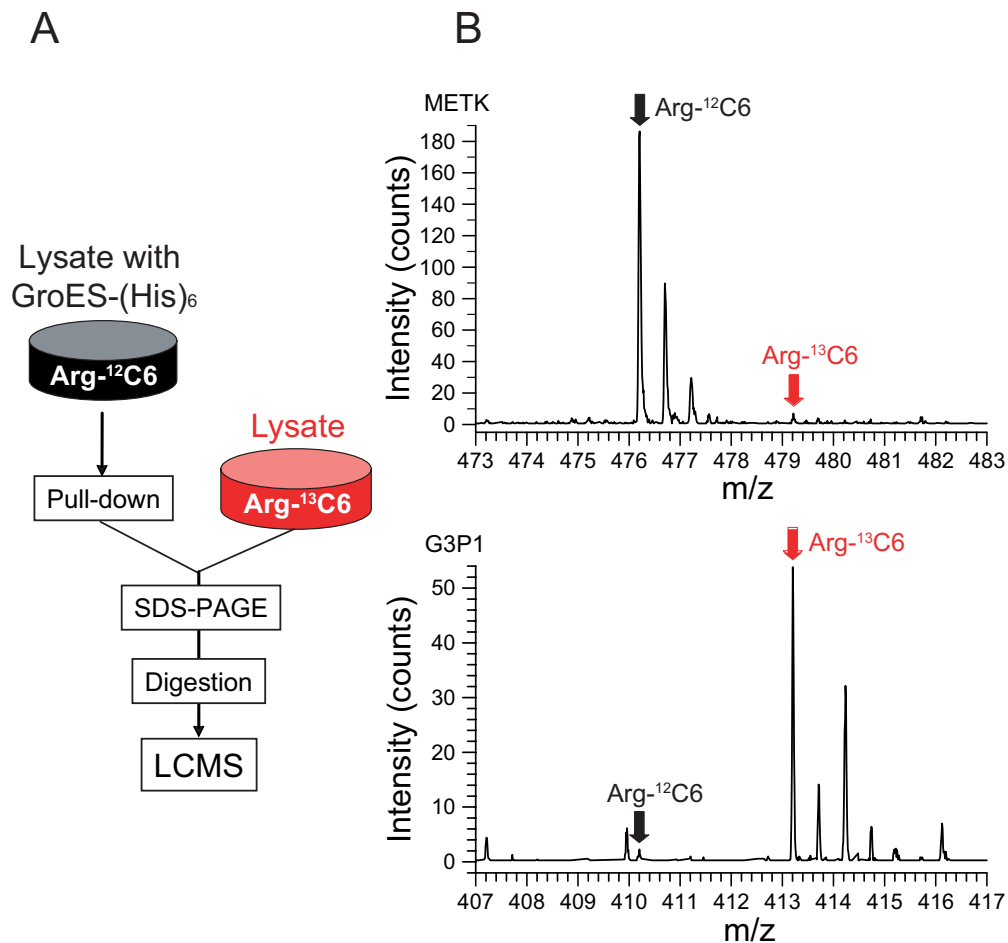 A
Lysate with
GroES-(His)₆
Arg-¹²C6
Lysate
Arg-¹³C6
Pull-down
SDS-PAGE
Digestion
LCMS
B
METK
Arg-¹²C6
Arg-¹³C6
Intensity (counts)
180
160
140
120
100
80
60
40
20
0
473 474 475 476 477 478 479 480 481 482 483
m/z
G3P1
Arg-¹³C6
Arg-¹²C6
Intensity (counts)
50
40
30
20
10
0
407 408 409 410 411 412 413 414 415 416 417
m/z